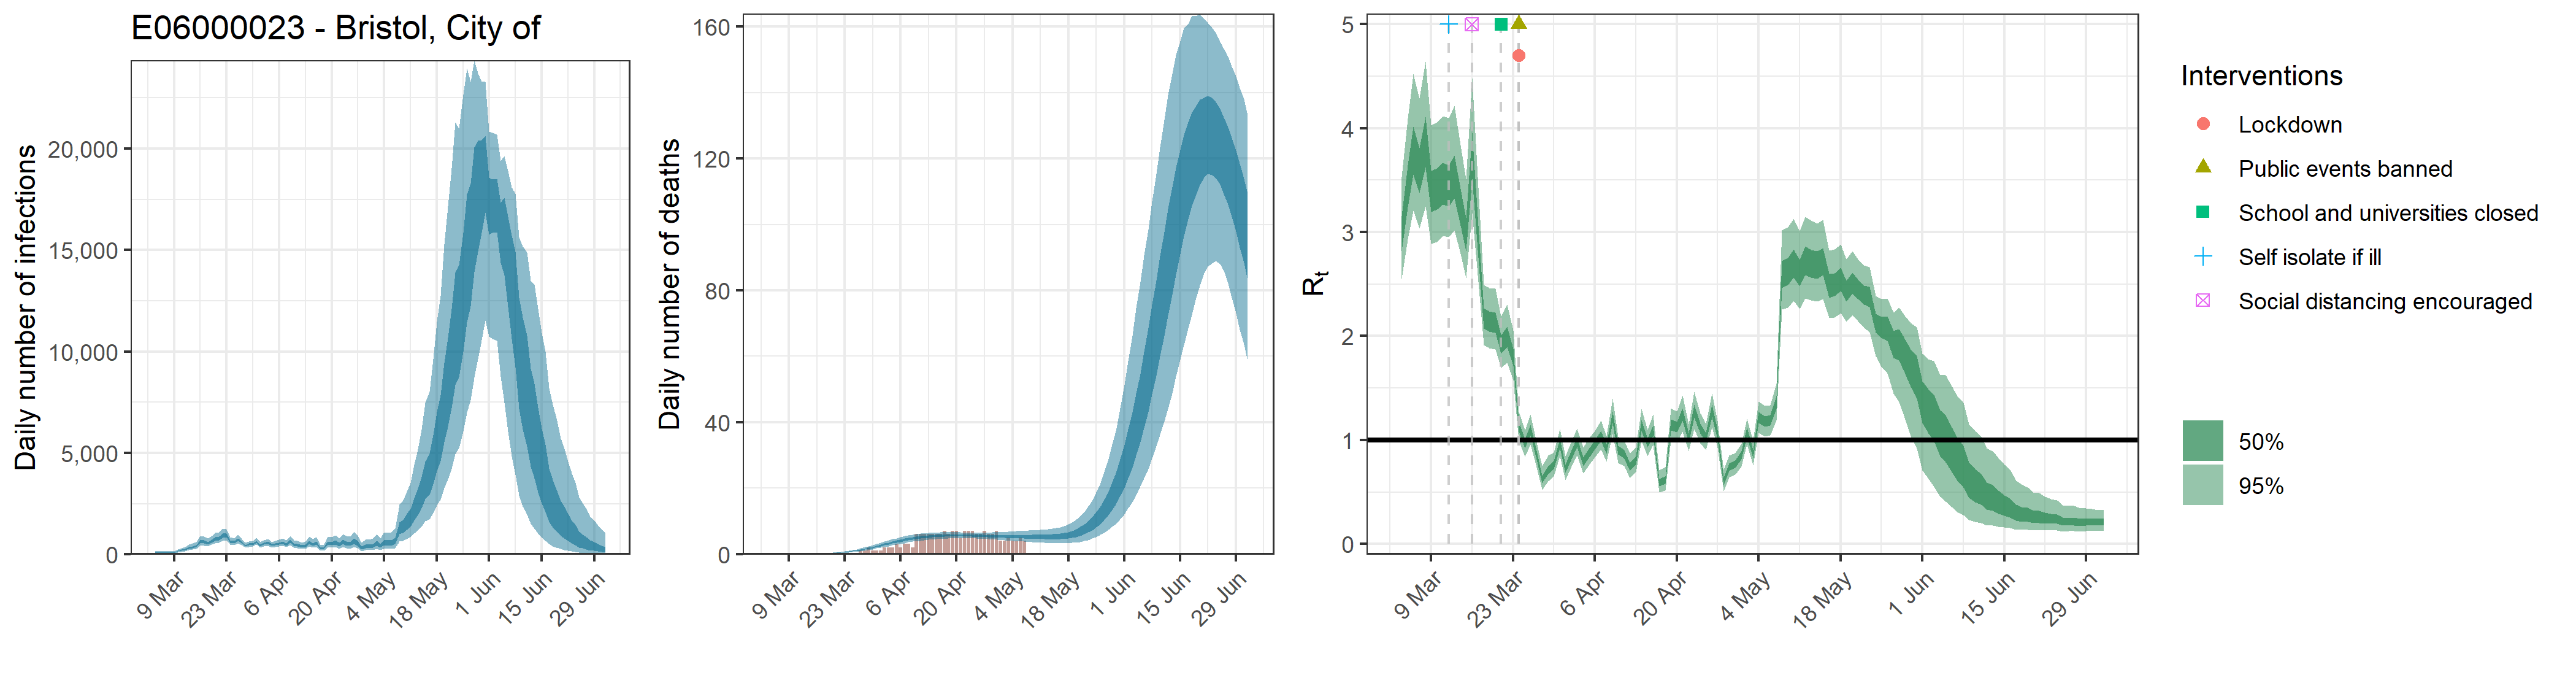 E06000023 - Bristol, City of
Daily number of infections
20,000
15,000
10,000
5,000
0
9 Mar
23 Mar
6 Apr
20 Apr
4 May
18 May
1 Jun
15 Jun
29 Jun
Daily number of deaths
160
120
80
40
0
9 Mar
23 Mar
6 Apr
20 Apr
4 May
18 May
1 Jun
15 Jun
29 Jun
Rt
5
4
3
2
1
0
9 Mar
23 Mar
6 Apr
20 Apr
4 May
18 May
1 Jun
15 Jun
29 Jun
Interventions
Lockdown
Public events banned
School and universities closed
Self isolate if ill
Social distancing encouraged
50%
95%